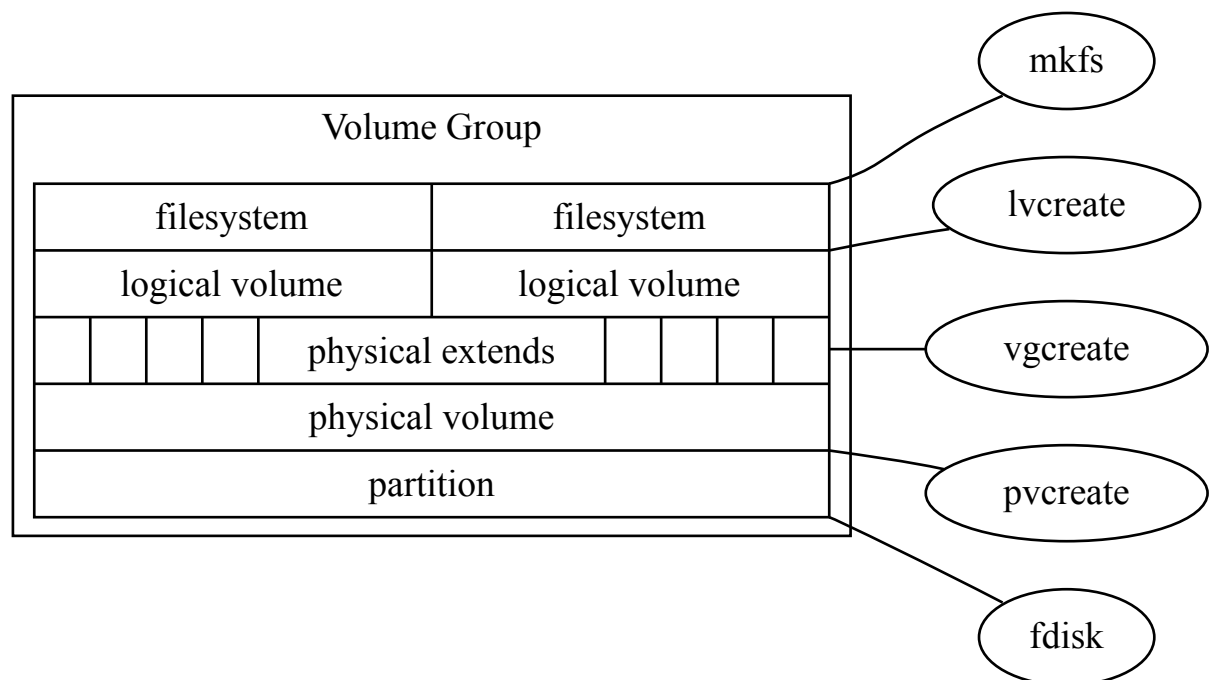 mkfs
Volume Group
lvcreate
filesystem filesystem
logical volume logical volume
physical extends
vgcreate
physical volume
partition
pvcreate
fdisk